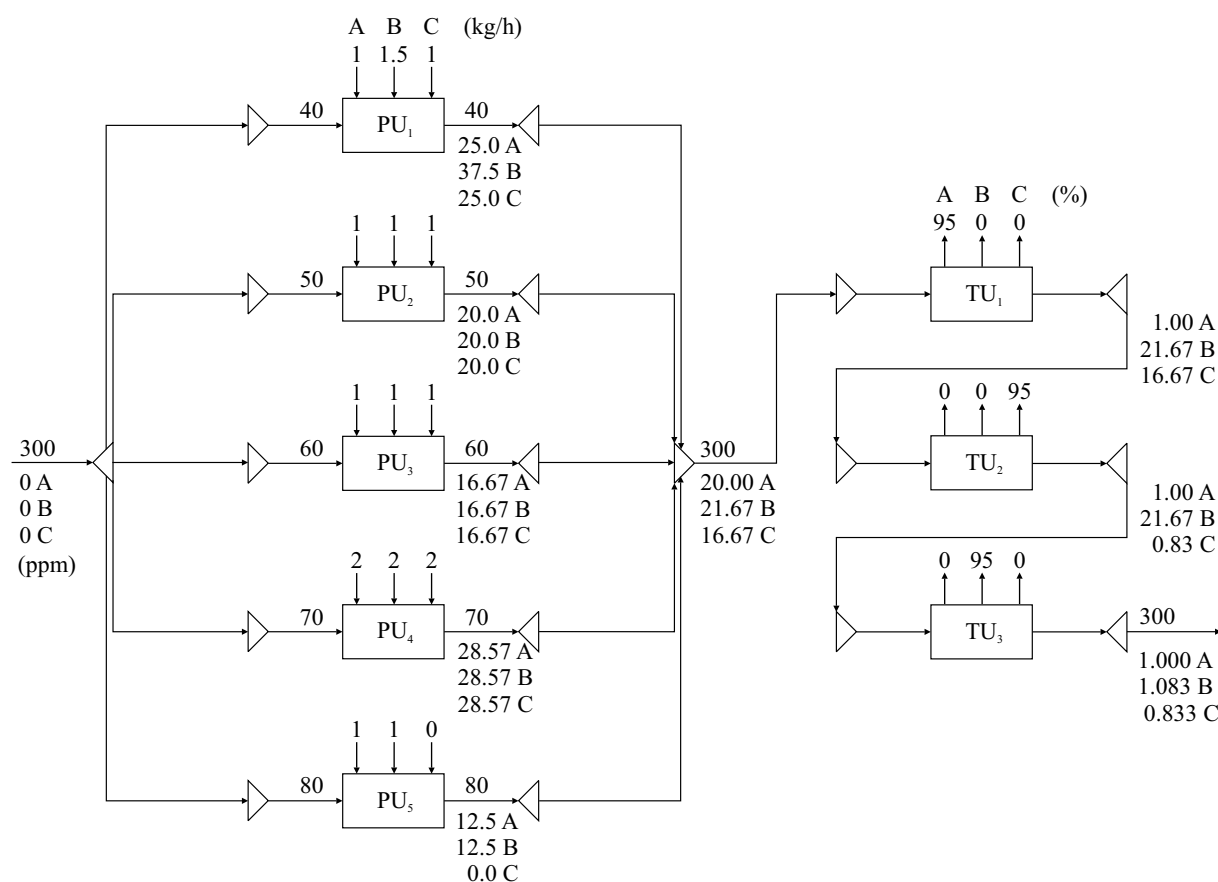 A B C (kg/h)
1 1.5 1
40 PU₁ 40
25.0 A
37.5 B
25.0 C
1 1 1
50 PU₂ 50
20.0 A
20.0 B
20.0 C
1 1 1
300
0 A
0 B
0 C
(ppm)
60 PU₃ 60
16.67 A
16.67 B
16.67 C
2 2 2
70 PU₄ 70
28.57 A
28.57 B
28.57 C
1 1 0
80 PU₅ 80
12.5 A
12.5 B
0.0 C
300
20.00 A
21.67 B
16.67 C
A B C (%)
95 0 0
TU₁
1.00 A
21.67 B
16.67 C
0 0 95
TU₂
1.00 A
21.67 B
0.83 C
0 95 0
TU₃
300
1.000 A
1.083 B
0.833 C